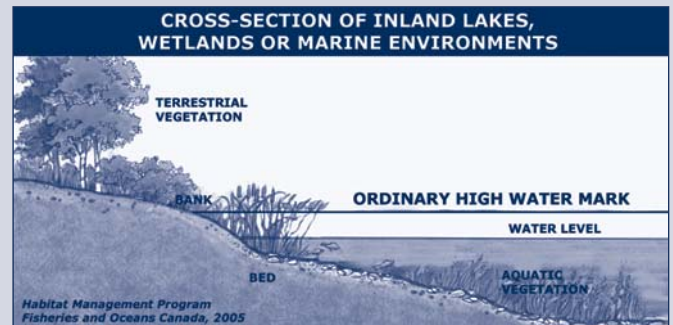 CROSS-SECTION OF INLAND LAKES,
WETLANDS OR MARINE ENVIRONMENTS
TERRESTRIAL
VEGETATION
BANK
ORDINARY HIGH WATER MARK
WATER LEVEL
BED
AQUATIC
VEGETATION
Habitat Management Program
Fisheries and Oceans Canada, 2005